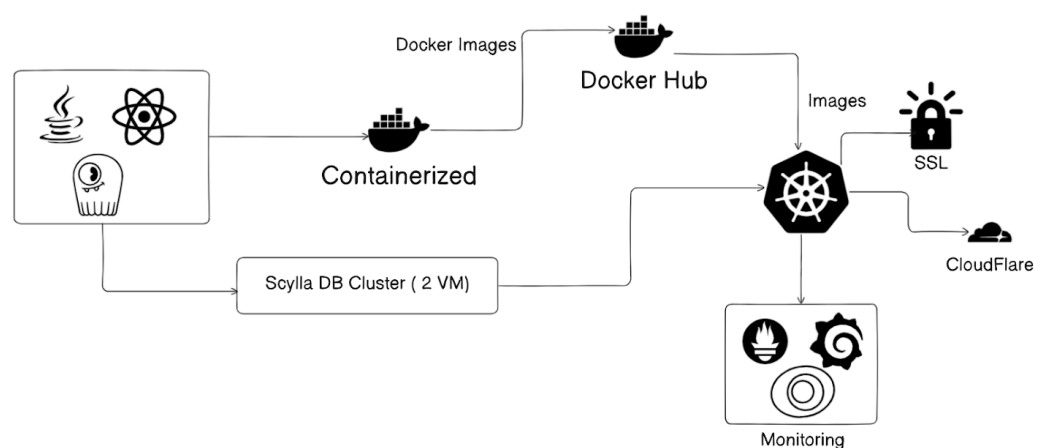 Docker Images
Docker Hub
Images
SSL
Containerized
CloudFlare
Scylla DB Cluster ( 2 VM)
Monitoring